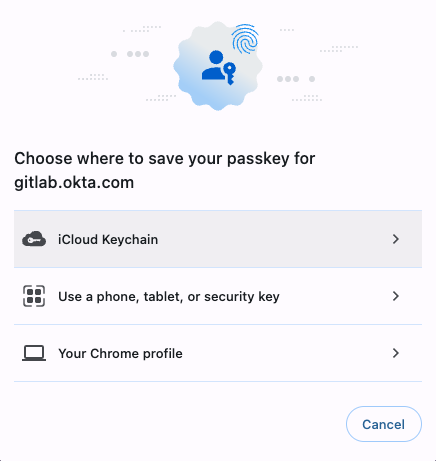 Choose where to save your passkey for
gitlab.okta.com
iCloud Keychain
Use a phone, tablet, or security key
Your Chrome profile
Cancel